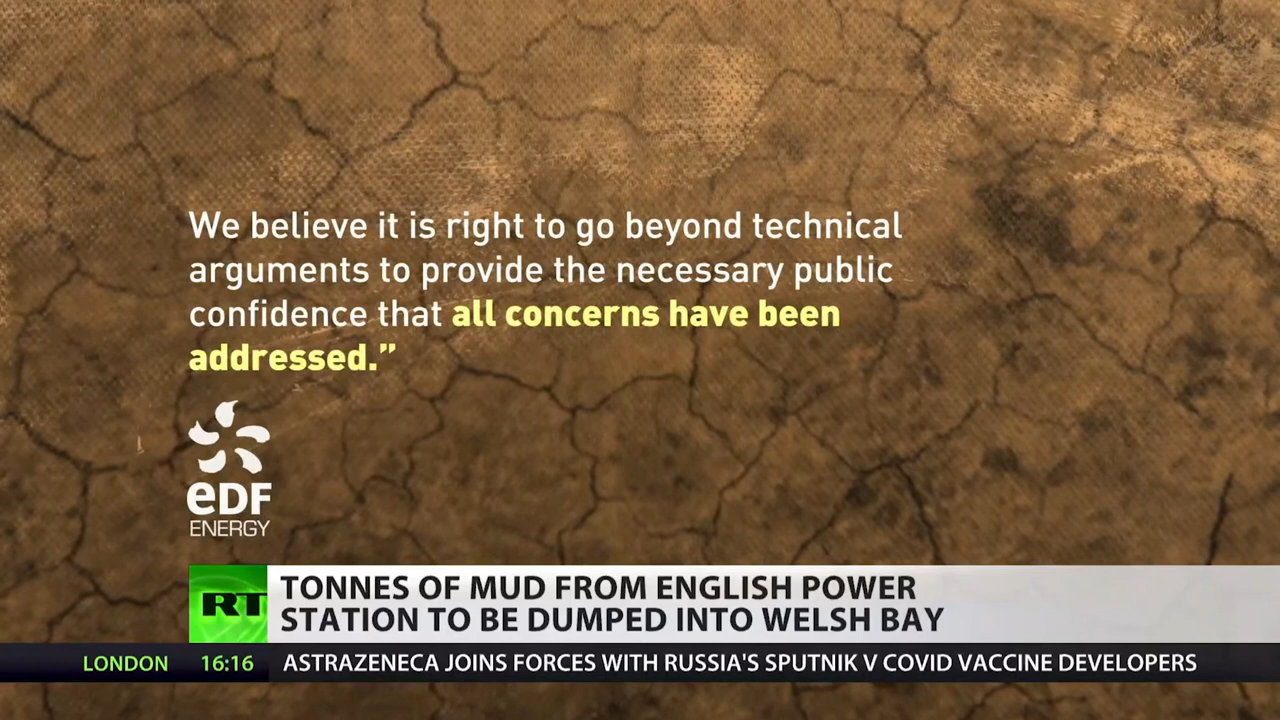 We believe it is right to go beyond technical
arguments to provide the necessary public
confidence that all concerns have been
addressed.”
eDF
ENERGY
RT
TONNES OF MUD FROM ENGLISH POWER
STATION TO BE DUMPED INTO WELSH BAY
LONDON 16:16 ASTRAZENECA JOINS FORCES WITH RUSSIA'S SPUTNIK V COVID VACCINE DEVELOPERS